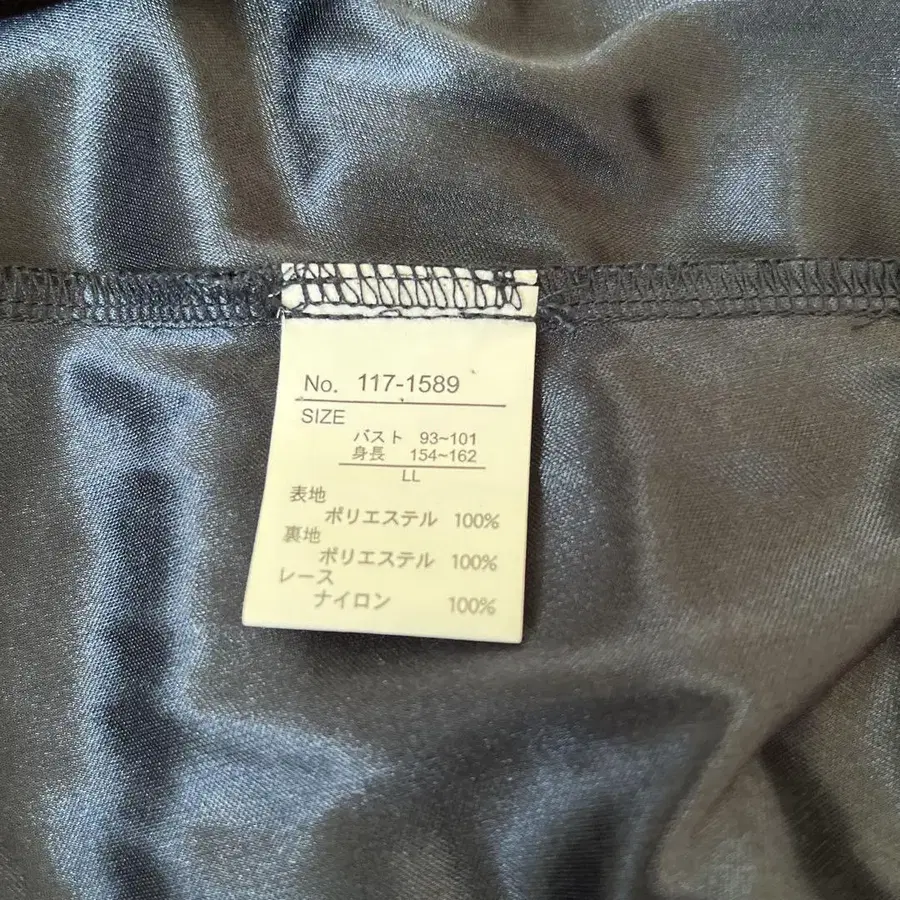 No. 117-1589
SIZE
バスト 93~101
身長 154~162
LL
表地
ポリエステル 100%
裏地
ポリエステル 100%
レース
ナイロン 100%